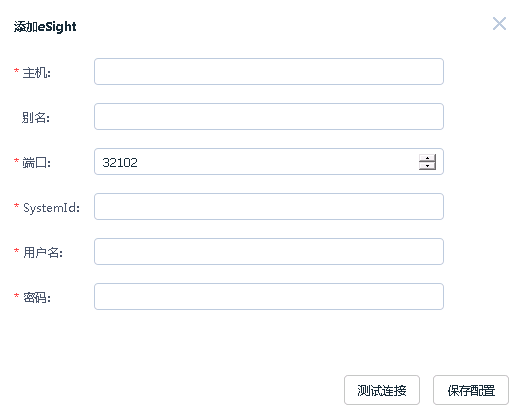 添加eSight
* 主机:
别名:
* 端口: 32102
* SystemId:
* 用户名:
* 密码:
测试连接 保存配置